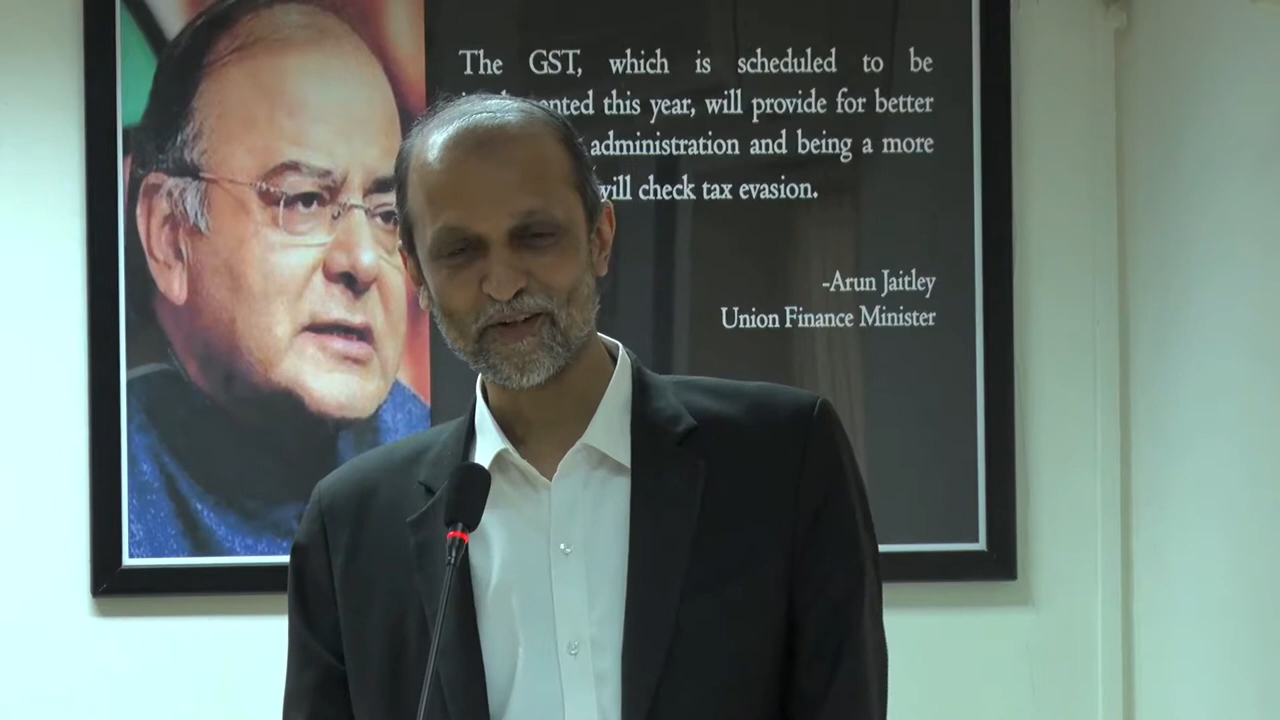 The GST, which is scheduled to be
this year, will provide for better
administration and being a more
will check tax evasion.
-Arun Jaitley
Union Finance Minister